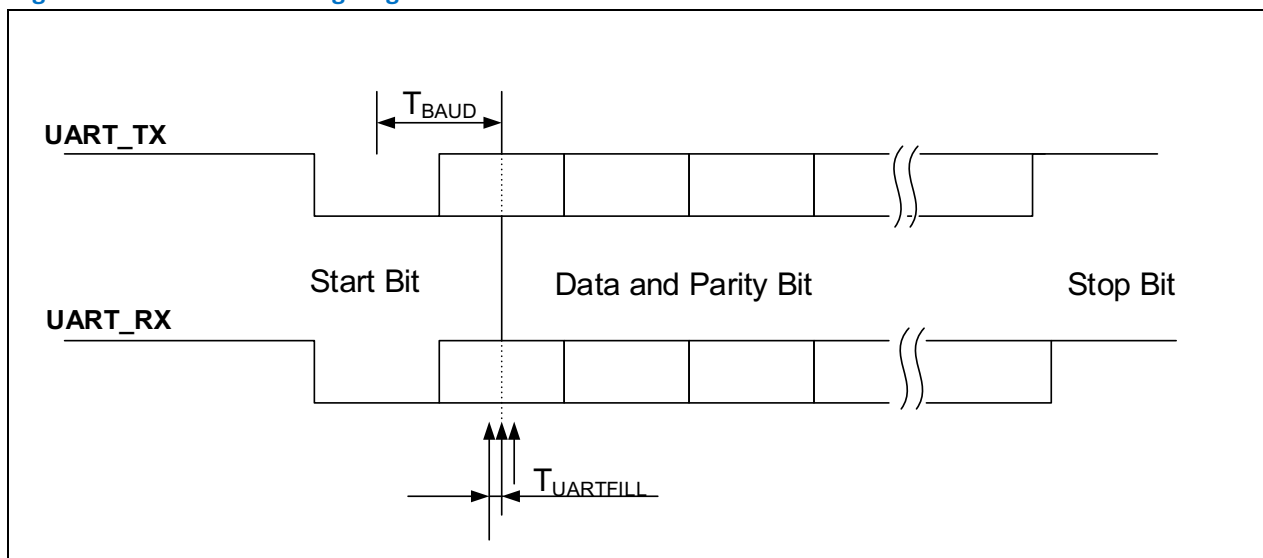 T_BAUD
UART_TX
Start Bit
Data and Parity Bit
Stop Bit
UART_RX
T_UARTFILL